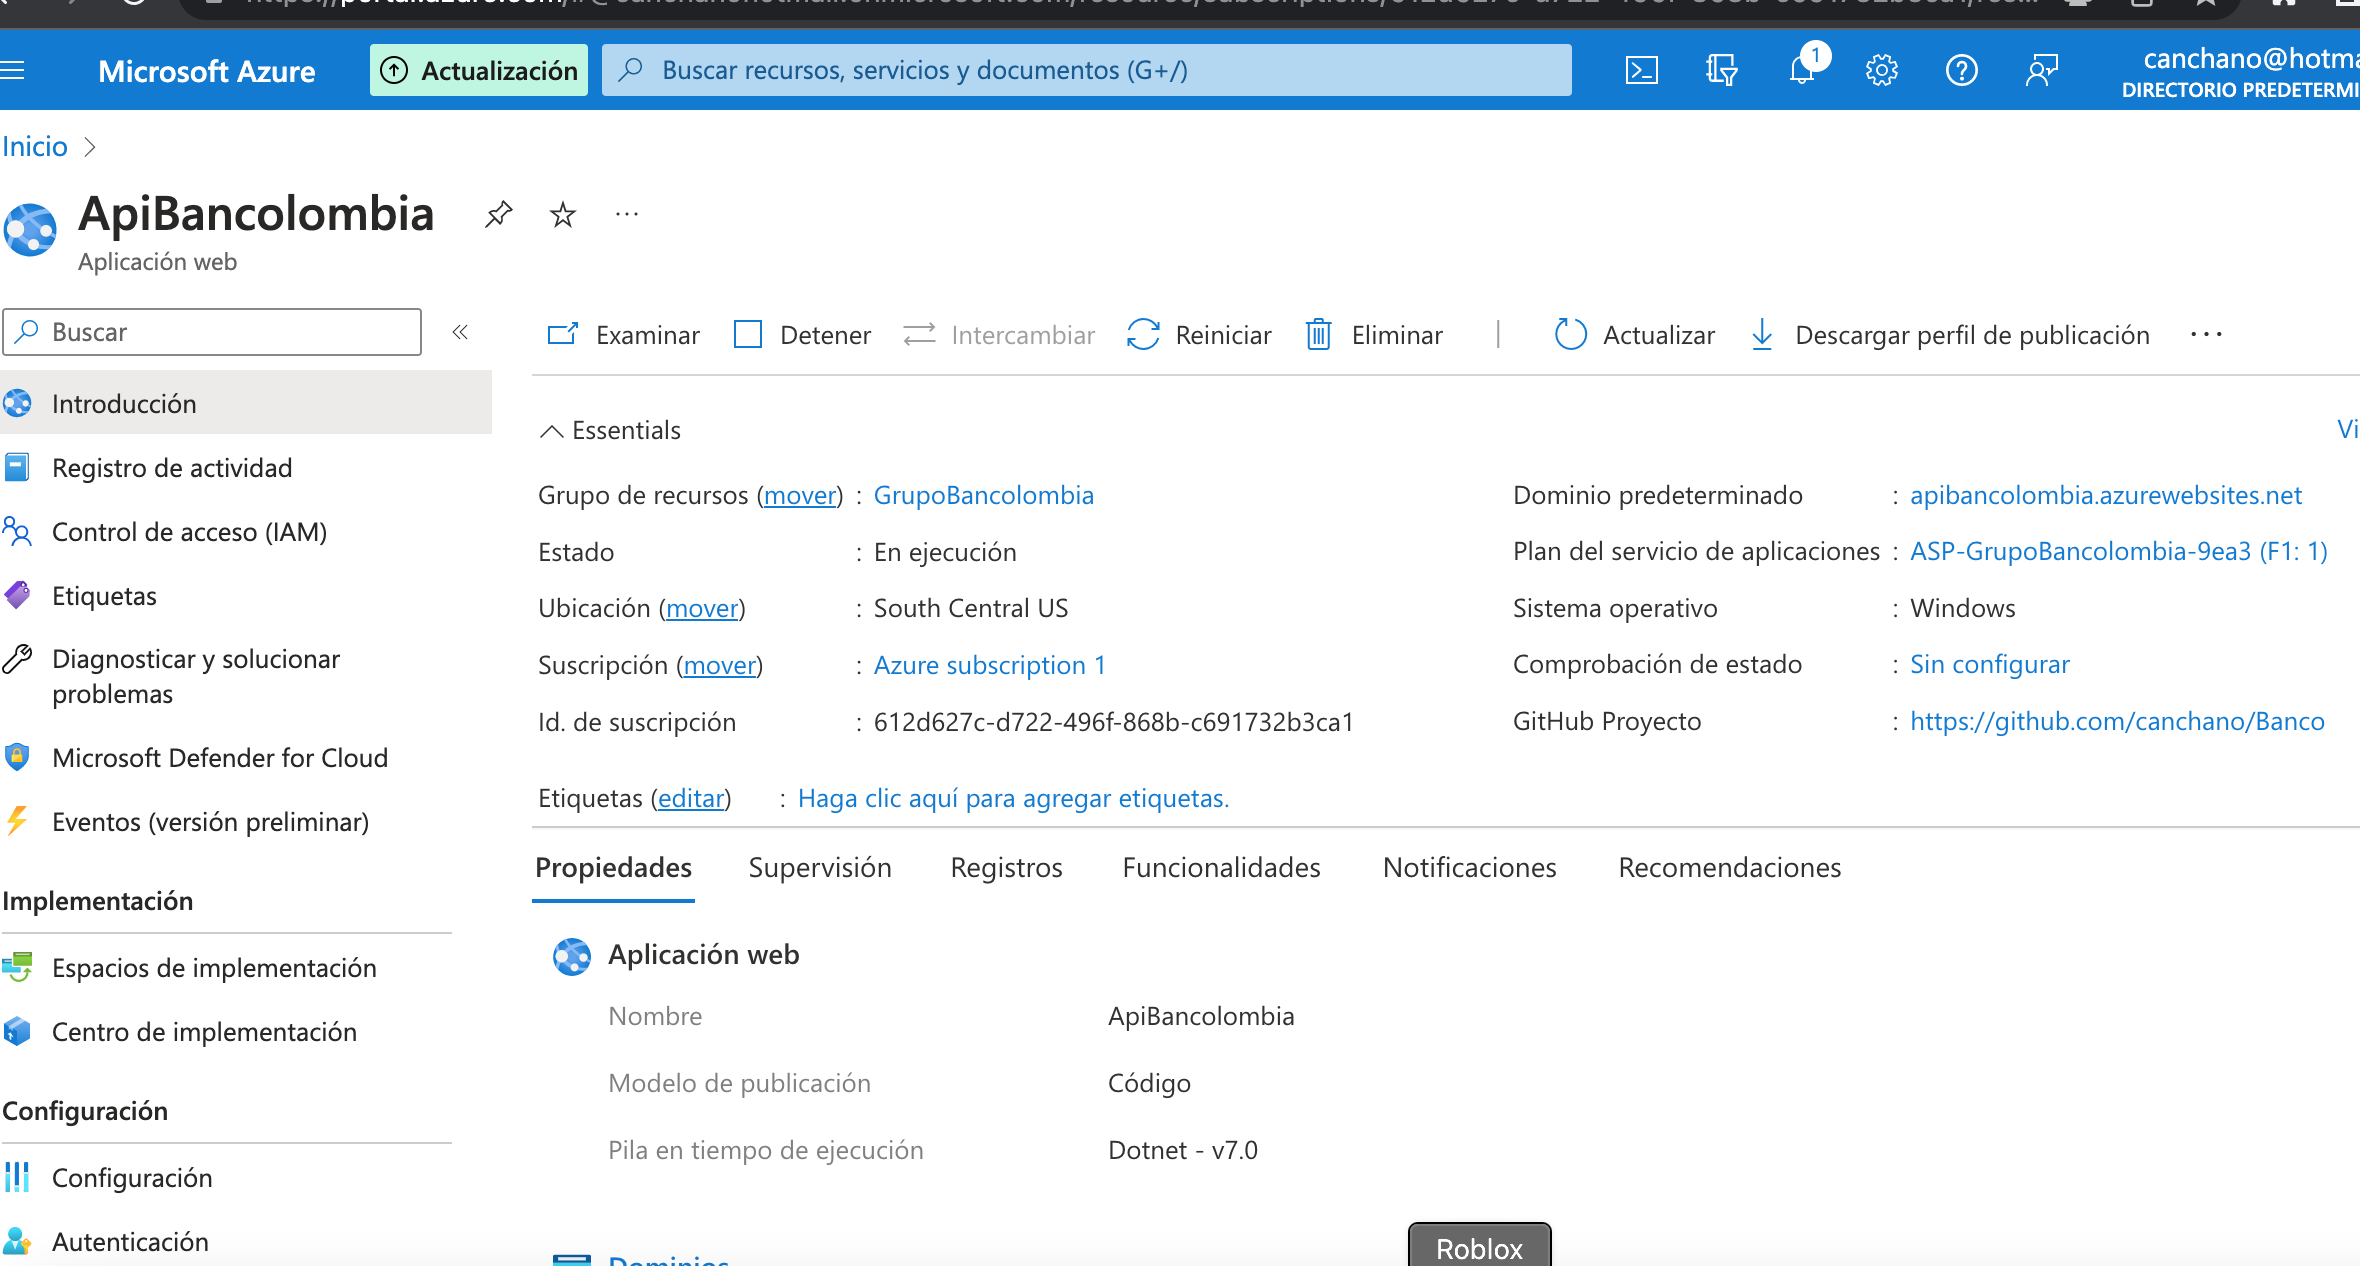 Microsoft Azure
Actualización
Buscar recursos, servicios y documentos (G+/)
1
canchano@hotma
DIRECTORIO PREDETERMI
Inicio
ApiBancolombia
Aplicación web
Buscar
«
Examinar
Detener
Intercambiar
Reiniciar
Eliminar
Actualizar
Descargar perfil de publicación
Introducción
Registro de actividad
Control de acceso (IAM)
Etiquetas
Diagnosticar y solucionar
problemas
Microsoft Defender for Cloud
Eventos (versión preliminar)
Implementación
Espacios de implementación
Centro de implementación
Configuración
Configuración
Autenticación
Essentials
Vi
Grupo de recursos (mover) : GrupoBancolombia
Estado : En ejecución
Ubicación (mover) : South Central US
Suscripción (mover) : Azure subscription 1
Id. de suscripción : 612d627c-d722-496f-868b-c691732b3ca1
Dominio predeterminado : apibancolombia.azurewebsites.net
Plan del servicio de aplicaciones : ASP-GrupoBancolombia-9ea3 (F1: 1)
Sistema operativo : Windows
Comprobación de estado : Sin configurar
GitHub Proyecto : https://github.com/canchano/Banco
Etiquetas (editar) : Haga clic aquí para agregar etiquetas.
Propiedades
Supervisión
Registros
Funcionalidades
Notificaciones
Recomendaciones
Aplicación web
Nombre ApiBancolombia
Modelo de publicación Código
Pila en tiempo de ejecución Dotnet - v7.0
Dominios
Roblox